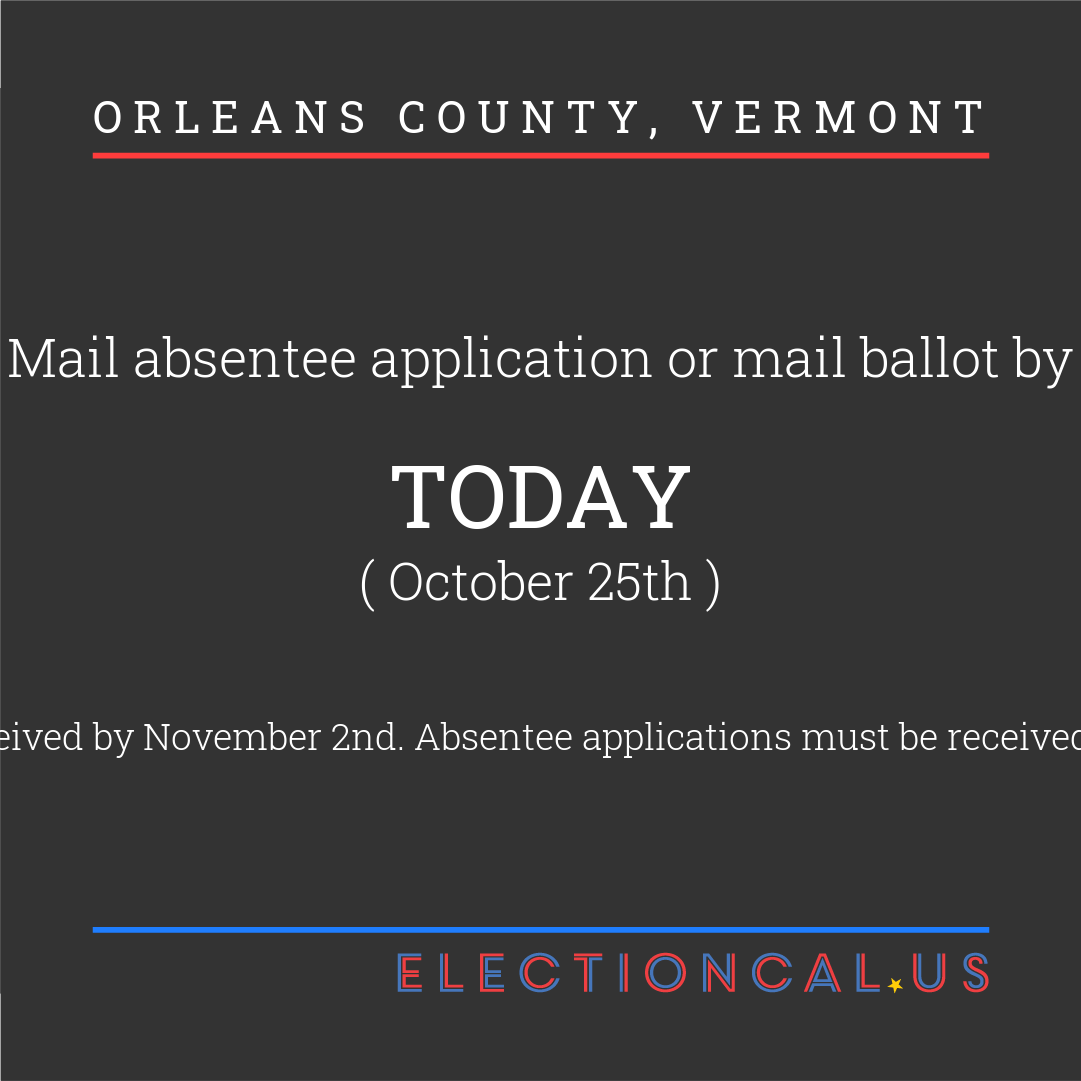 ORLEANS COUNTY, VERMONT
Mail absentee application or mail ballot by
TODAY
( October 25th )
eived by November 2nd. Absentee applications must be received
ELECTIONCAL.US